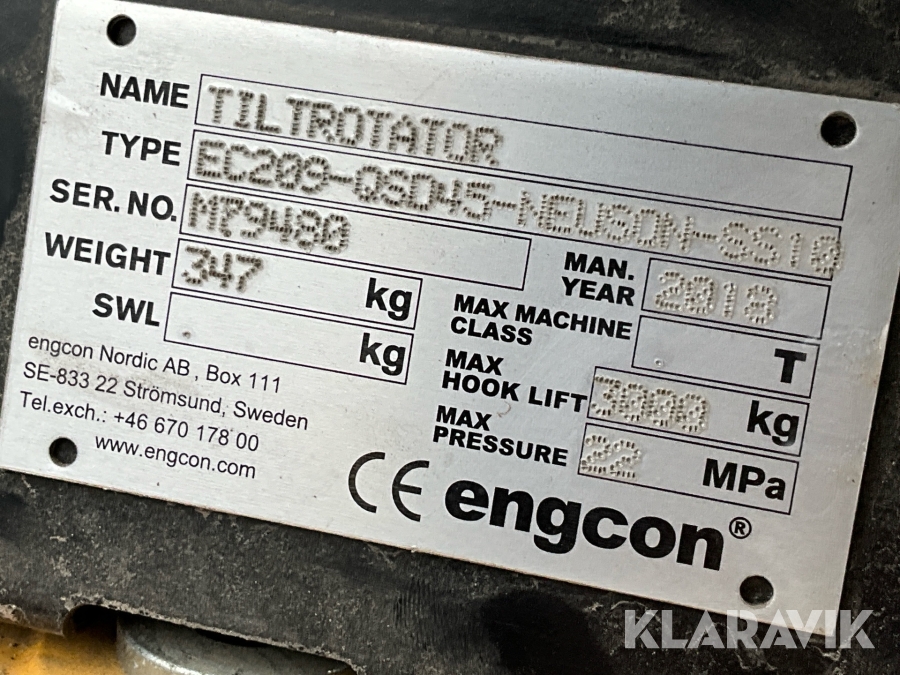 NAME TILTROTATOR
TYPE EC209-QSD45-NEUSON-SS10
SER. NO. M79480
WEIGHT 347 kg
SWL . kg
MAN. YEAR 2018
MAX MACHINE CLASS . T
MAX HOOK LIFT 3000 kg
MAX PRESSURE 22 MPa
engcon Nordic AB , Box 111
SE-833 22 Strömsund, Sweden
Tel.exch.: +46 670 178 00
www.engcon.com
CE engcon®
KLARAVIK